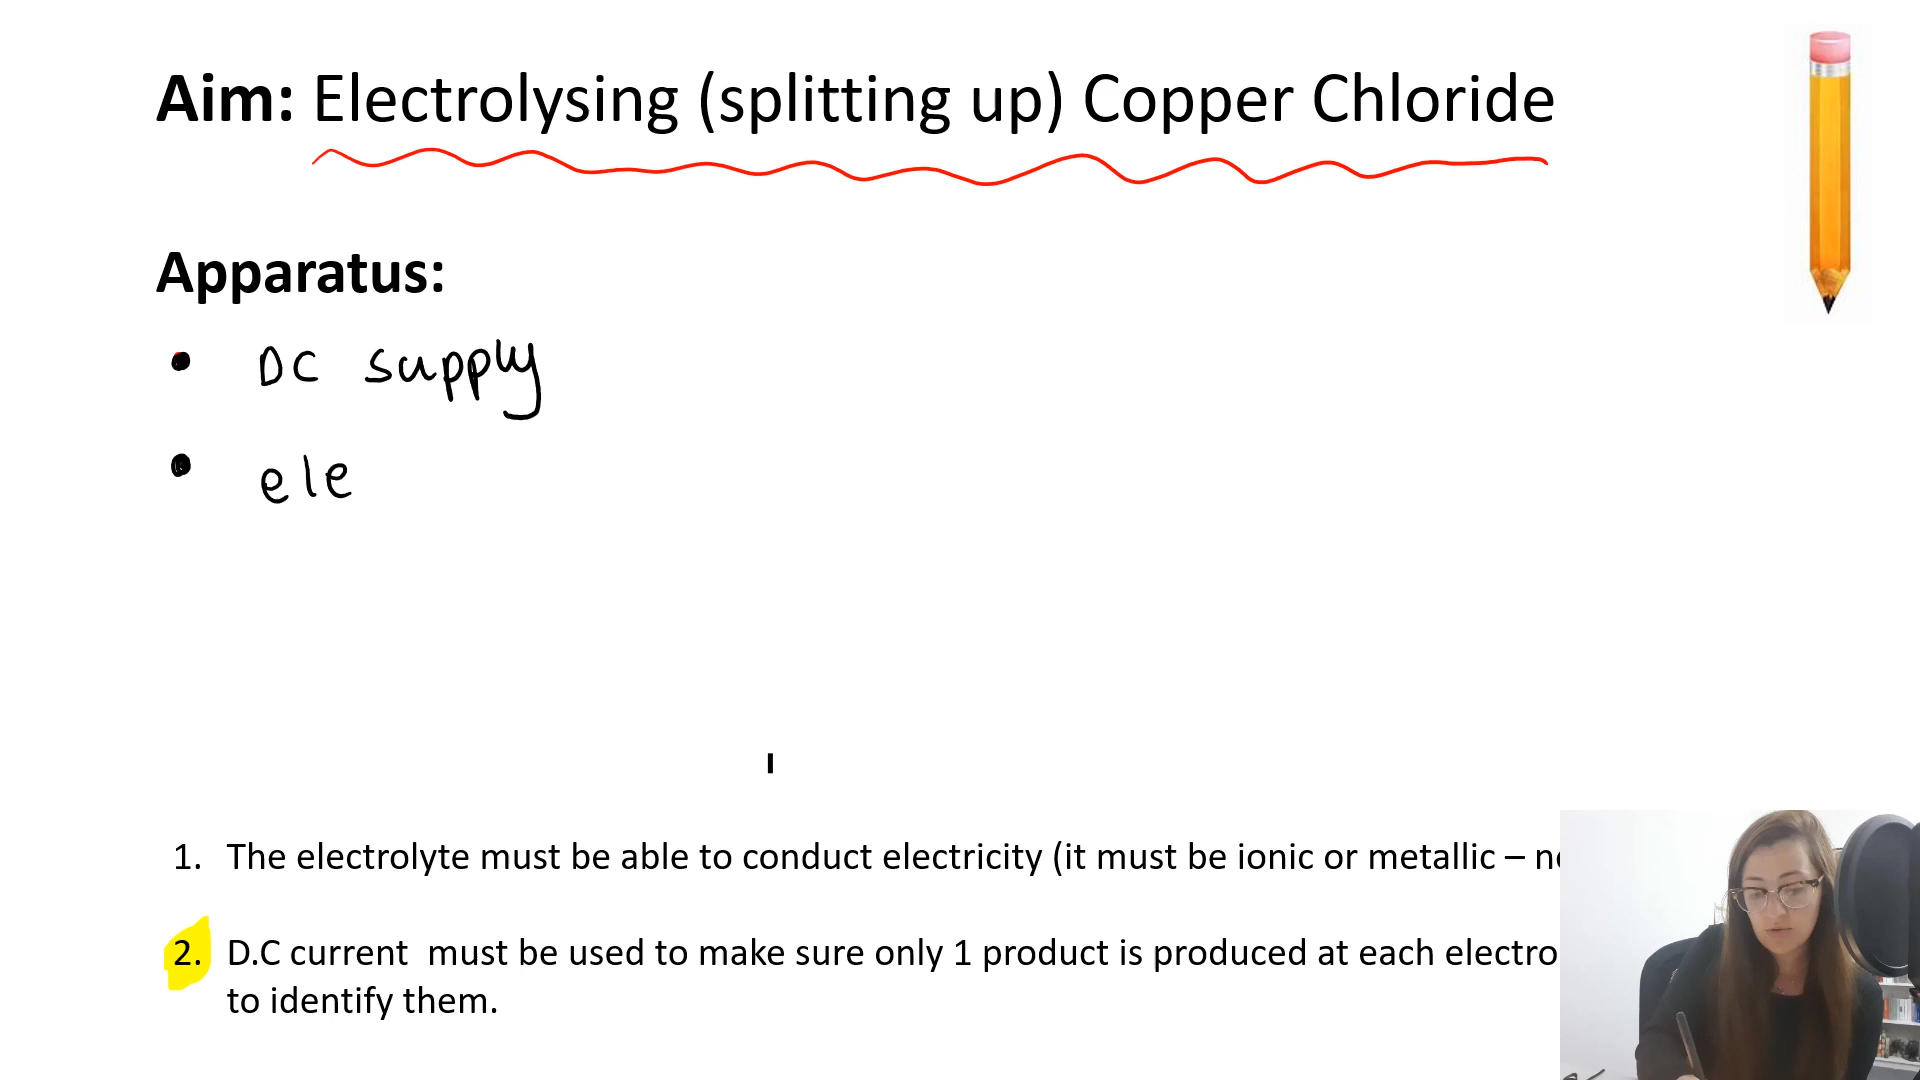 Aim: Electrolysing (splitting up) Copper Chloride
Apparatus:
• DC supply
• ele
1. The electrolyte must be able to conduct electricity (it must be ionic or metallic –
2. D.C current must be used to make sure only 1 product is produced at each
to identify them.